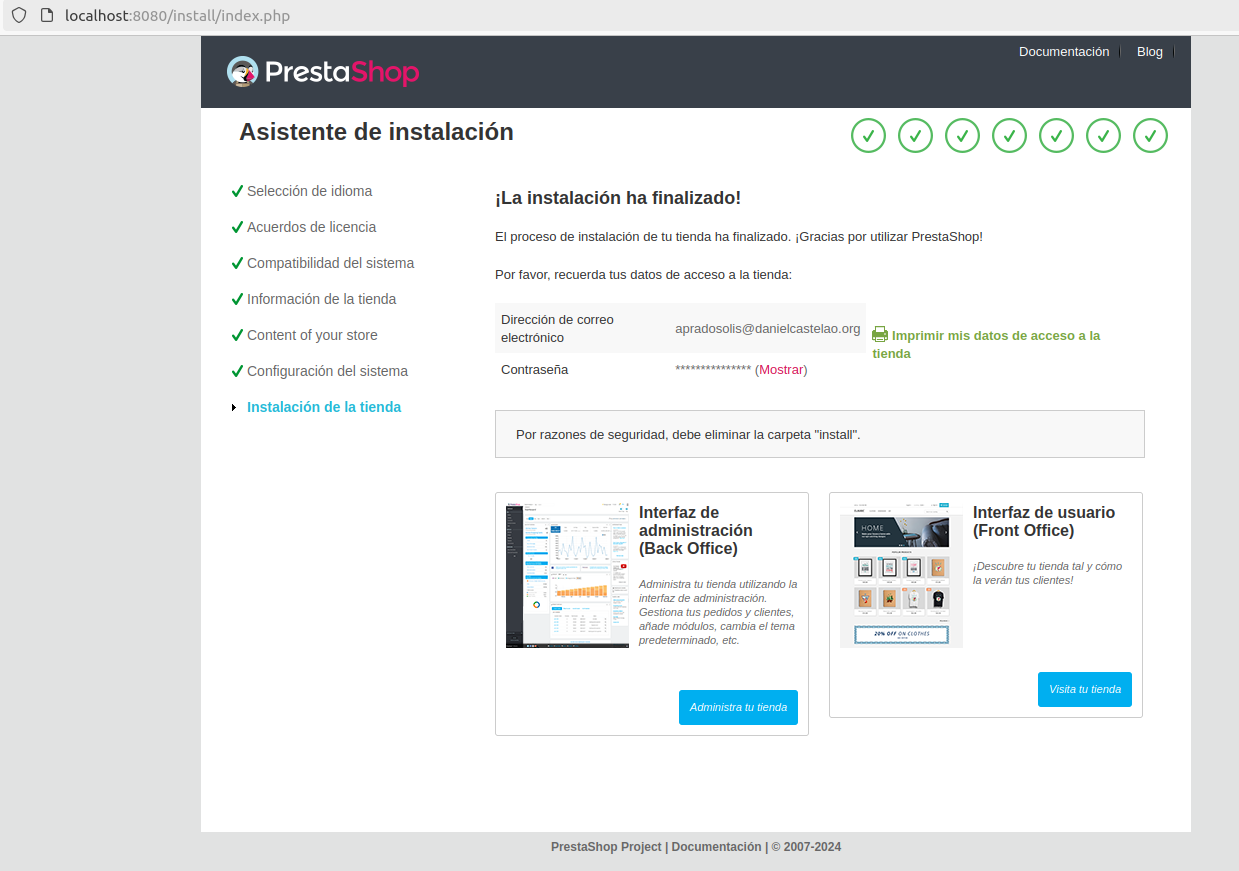 localhost:8080/install/index.php
Documentación
Blog
PrestaShop
Asistente de instalación
Selección de idioma
Acuerdos de licencia
Compatibilidad del sistema
Información de la tienda
Content of your store
Configuración del sistema
Instalación de la tienda
¡La instalación ha finalizado!
El proceso de instalación de tu tienda ha finalizado. ¡Gracias por utilizar PrestaShop!
Por favor, recuerda tus datos de acceso a la tienda:
Dirección de correo
electrónico
apradosolis@danielcastelao.org
Imprimir mis datos de acceso a la
tienda
Contraseña
*************** (Mostrar)
Por razones de seguridad, debe eliminar la carpeta "install".
Interfaz de
administración
(Back Office)
Administra tu tienda utilizando la
interfaz de administración.
Gestiona tus pedidos y clientes,
añade módulos, cambia el tema
predeterminado, etc.
Administra tu tienda
HOME
20% OFF ON CLOTHES
Interfaz de usuario
(Front Office)
¡Descubre tu tienda tal y cómo
la verán tus clientes!
Visita tu tienda
PrestaShop Project | Documentación | © 2007-2024